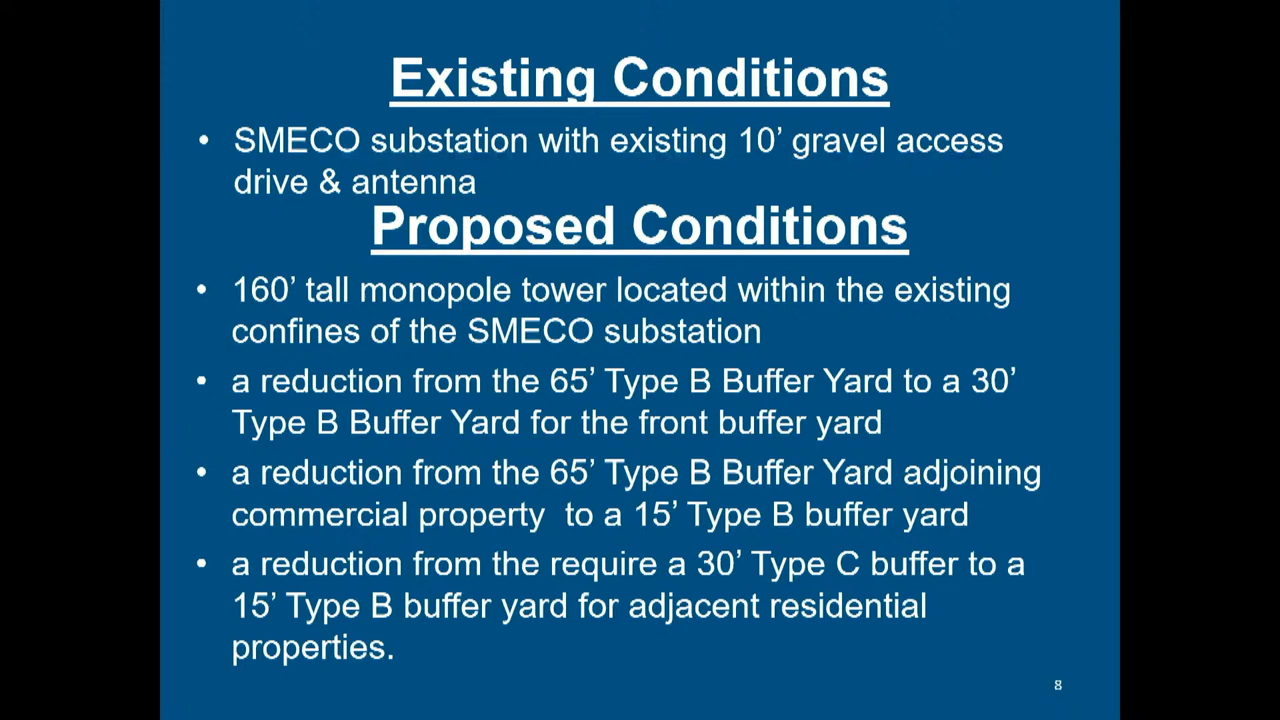 Existing Conditions
• SMECO substation with existing 10’ gravel access
drive & antenna
Proposed Conditions
• 160’ tall monopole tower located within the existing
confines of the SMECO substation
• a reduction from the 65’ Type B Buffer Yard to a 30’
Type B Buffer Yard for the front buffer yard
• a reduction from the 65’ Type B Buffer Yard adjoining
commercial property  to a 15’ Type B buffer yard
• a reduction from the require a 30’ Type C buffer to a
15’ Type B buffer yard for adjacent residential
properties.
8